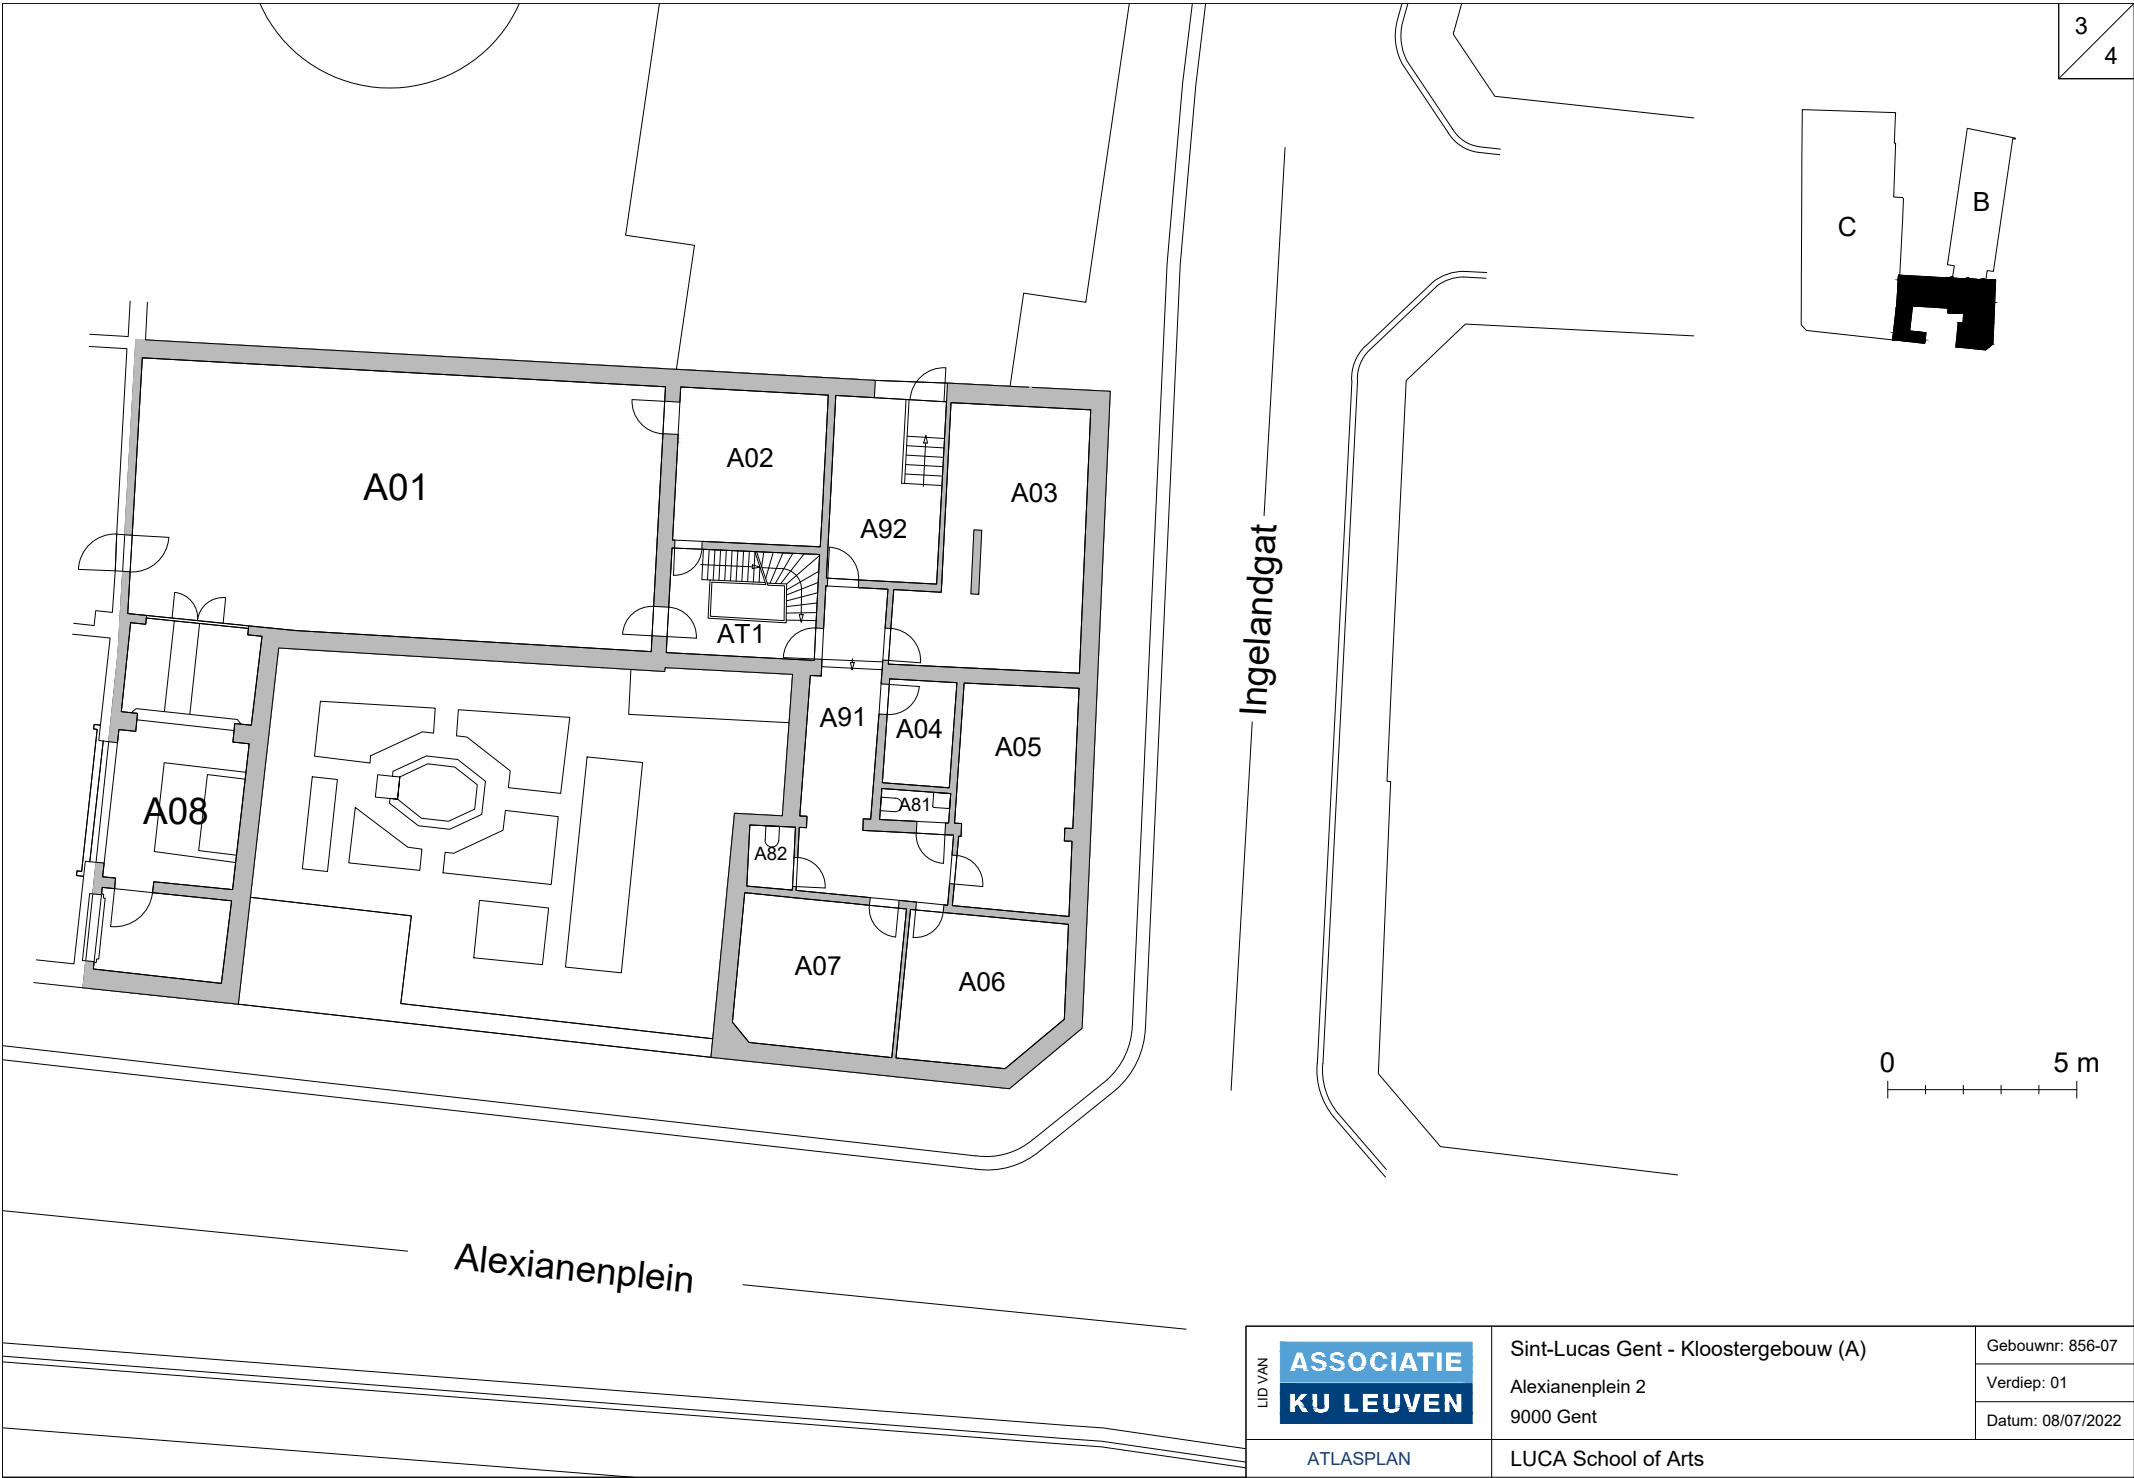 3
4
C
B
A01
A02
A03
A92
AT1
A91
A04
A05
A81
A08
A82
A07
A06
Ingelandgat
Alexianenplein
0 5 m
LID VAN
ASSOCIATIE
KU LEUVEN
ATLASPLAN
Sint-Lucas Gent - Kloostergebouw (A)
Alexianenplein 2
9000 Gent
LUCA School of Arts
Gebouwnr: 856-07
Verdiep: 01
Datum: 08/07/2022